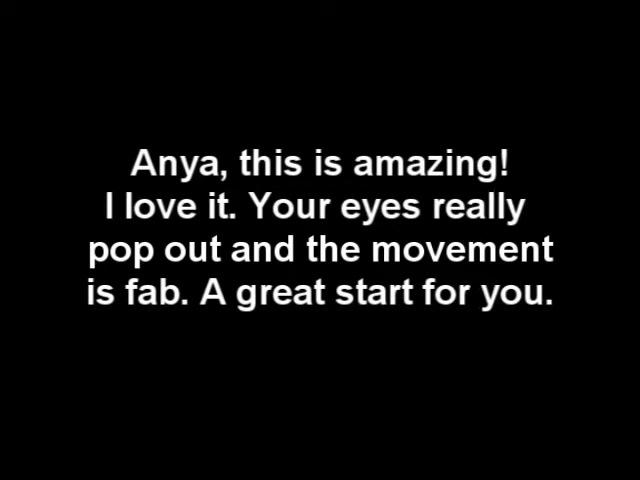 Anya, this is amazing!
I love it. Your eyes really
pop out and the movement
is fab. A great start for you.